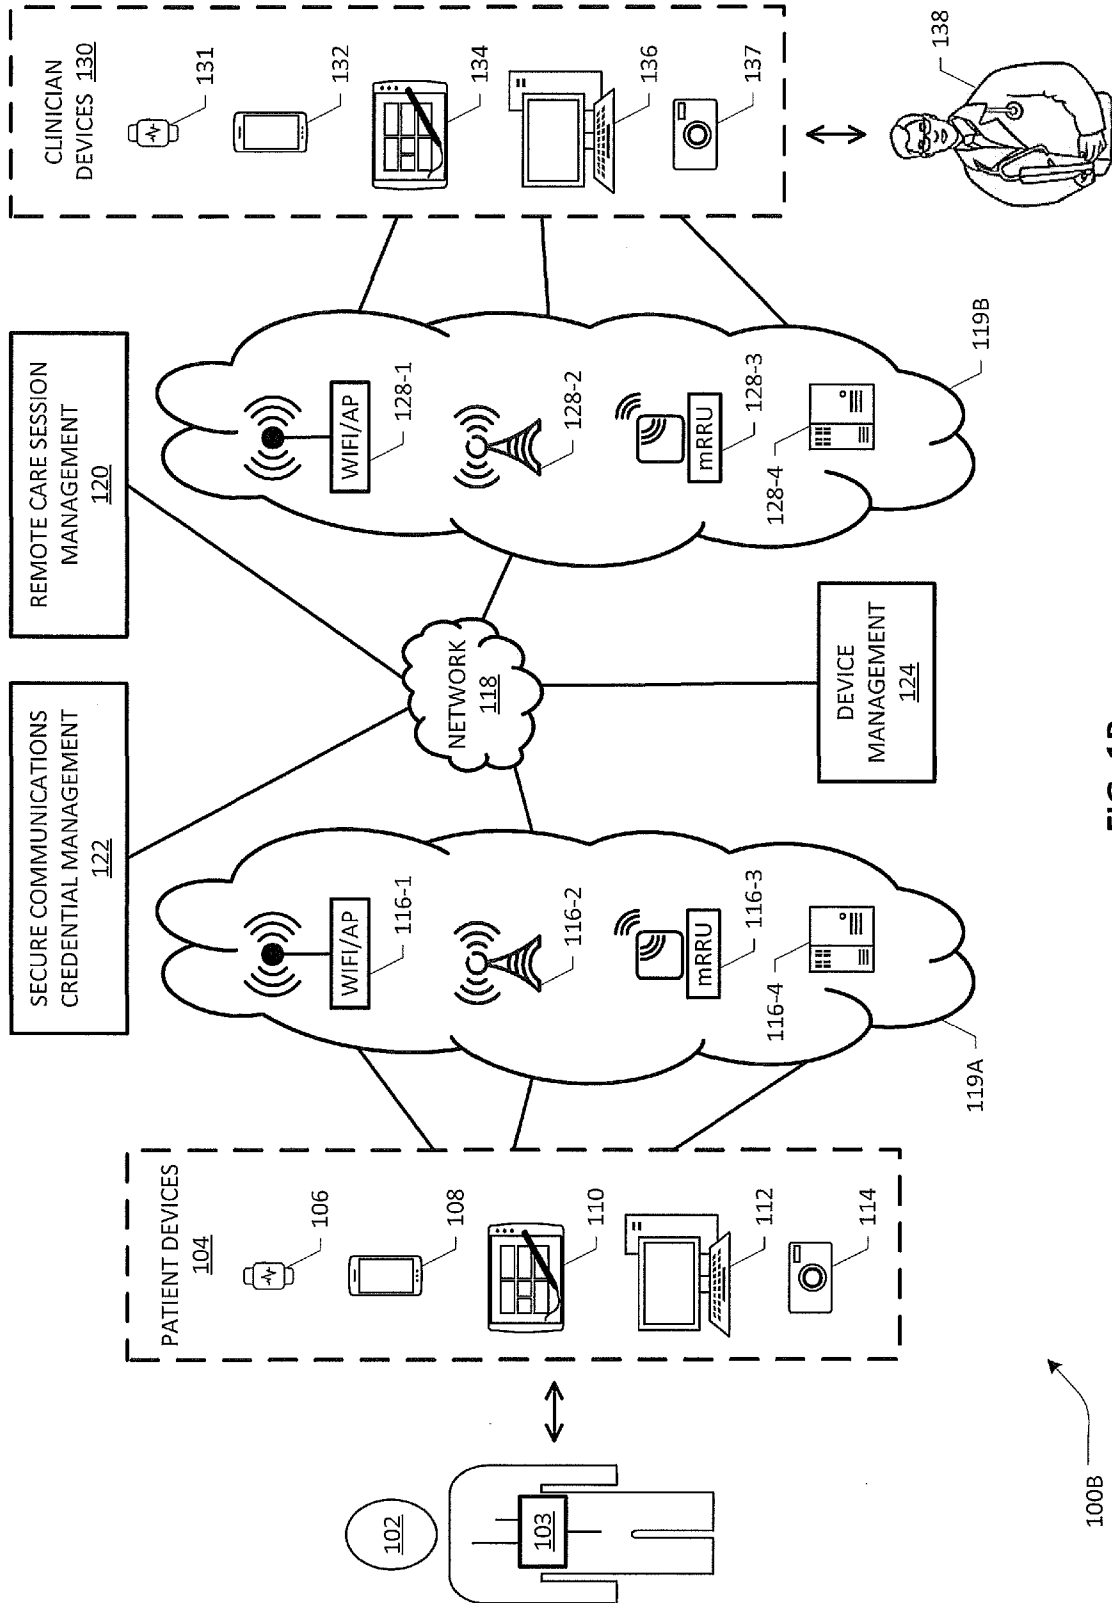 SECURE COMMUNICATIONS
CREDENTIAL MANAGEMENT
122
REMOTE CARE SESSION
MANAGEMENT
120
CLINICIAN
DEVICES 130
131
132
134
136
137
138
PATIENT DEVICES
104
106
108
110
112
114
102
103
WIFI/AP
116-1
116-2
mRRU
116-3
116-4
119A
NETWORK
118
DEVICE
MANAGEMENT
124
WIFI/AP
128-1
128-2
mRRU
128-3
128-4
119B
100B